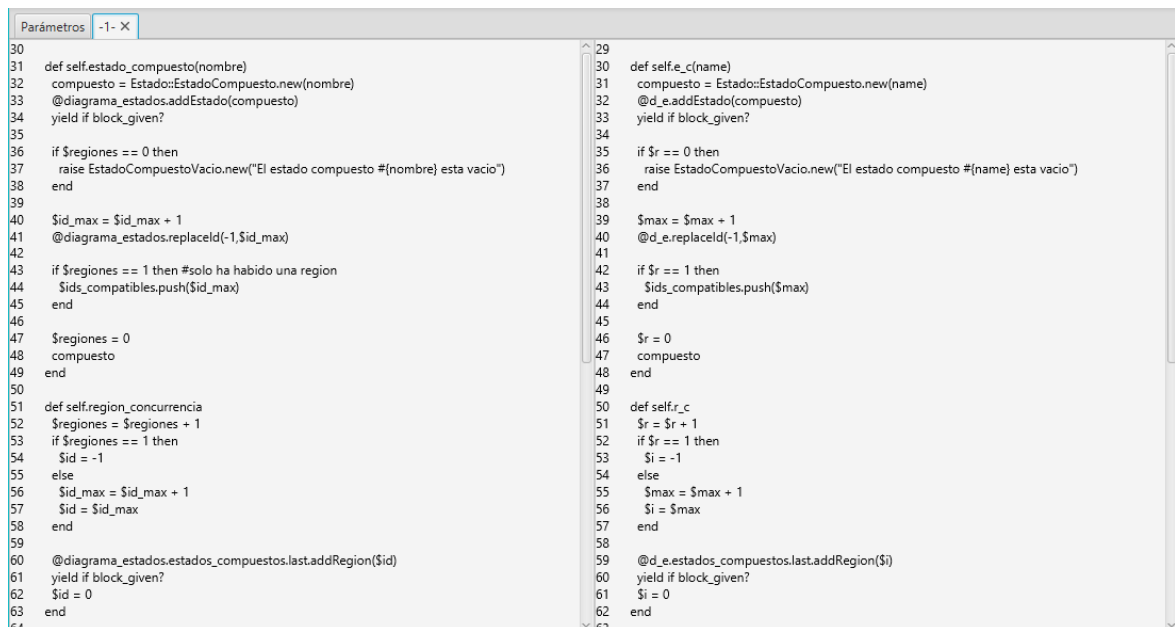 Parámetros -1- ×
30
31 def self.estado_compuesto(nombre)
32 compuesto = Estado::EstadoCompuesto.new(nombre)
33 @diagrama_estados.addEstado(compuesto)
34 yield if block_given?
35
36 if $regiones == 0 then
37 raise EstadoCompuestoVacio.new("El estado compuesto #{nombre} esta vacio")
38 end
39
40 $id_max = $id_max + 1
41 @diagrama_estados.replaceId(-1,$id_max)
42
43 if $regiones == 1 then #solo ha habido una region
44 $ids_compatibles.push($id_max)
45 end
46
47 $regiones = 0
48 compuesto
49 end
50
51 def self.region_concurrencia
52 $regiones = $regiones + 1
53 if $regiones == 1 then
54 $id = -1
55 else
56 $id_max = $id_max + 1
57 $id = $id_max
58 end
59
60 @diagrama_estados.estados_compuestos.last.addRegion($id)
61 yield if block_given?
62 $id = 0
63 end
29
30 def self.e_c(name)
31 compuesto = Estado::EstadoCompuesto.new(name)
32 @d_e.addEstado(compuesto)
33 yield if block_given?
34
35 if $r == 0 then
36 raise EstadoCompuestoVacio.new("El estado compuesto #{name} esta vacio")
37 end
38
39 $max = $max + 1
40 @d_e.replaceId(-1,$max)
41
42 if $r == 1 then
43 $ids_compatibles.push($max)
44 end
45
46 $r = 0
47 compuesto
48 end
49
50 def self.r_c
51 $r = $r + 1
52 if $r == 1 then
53 $i = -1
54 else
55 $max = $max + 1
56 $i = $max
57 end
58
59 @d_e.estados_compuestos.last.addRegion($i)
60 yield if block_given?
61 $i = 0
62 end